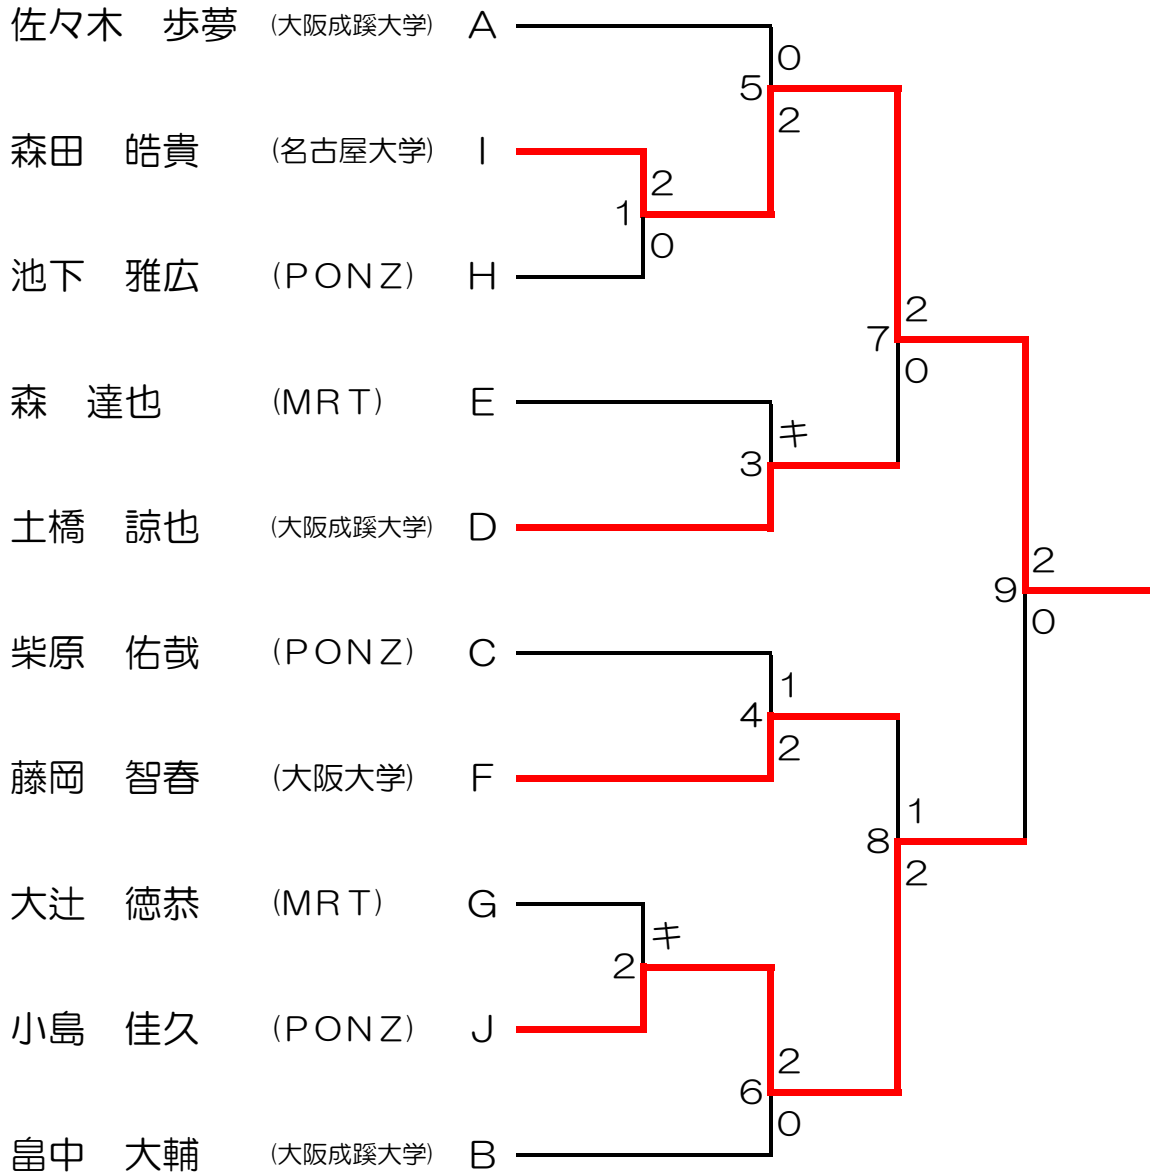 佐々木　歩夢 (大阪成蹊大学) A
0
5
2
森田　皓貴 (名古屋大学) I
2
1
0
池下　雅広 (PONZ) H
2
7
0
森　達也 (MRT) E
キ
3
土橋　諒也 (大阪成蹊大学) D
2
9
0
柴原　佑哉 (PONZ) C
1
4
2
藤岡　智春 (大阪大学) F
1
8
2
大辻　徳恭 (MRT) G
キ
2
小島　佳久 (PONZ) J
2
6
0
畠中　大輔 (大阪成蹊大学) B